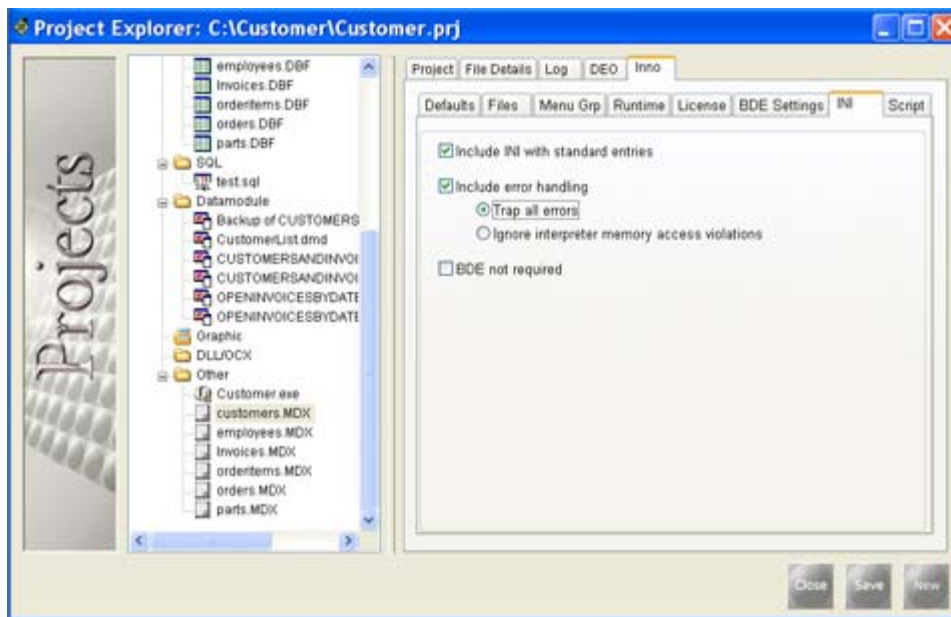 Project Explorer: C:\Customer\Customer.prj
Projects
employees.DBF
Invoices.DBF
orderitems.DBF
orders.DBF
parts.DBF
SQL
test.sql
Datamodule
Backup of CUSTOMERS
CustomerList.dmd
CUSTOMERSANDINVOI
CUSTOMERSANDINVOI
OPENINVOICESBYDATE
OPENINVOICESBYDATE
Graphic
DLL/OCX
Other
Customer.exe
customers.MDX
employees.MDX
Invoices.MDX
orderitems.MDX
orders.MDX
parts.MDX
Project File Details Log DEO Inno
Defaults Files Menu Grp Runtime License BDE Settings INI Script
Include INI with standard entries
Include error handling
Trap all errors
Ignore interpreter memory access violations
BDE not required
Close Save New